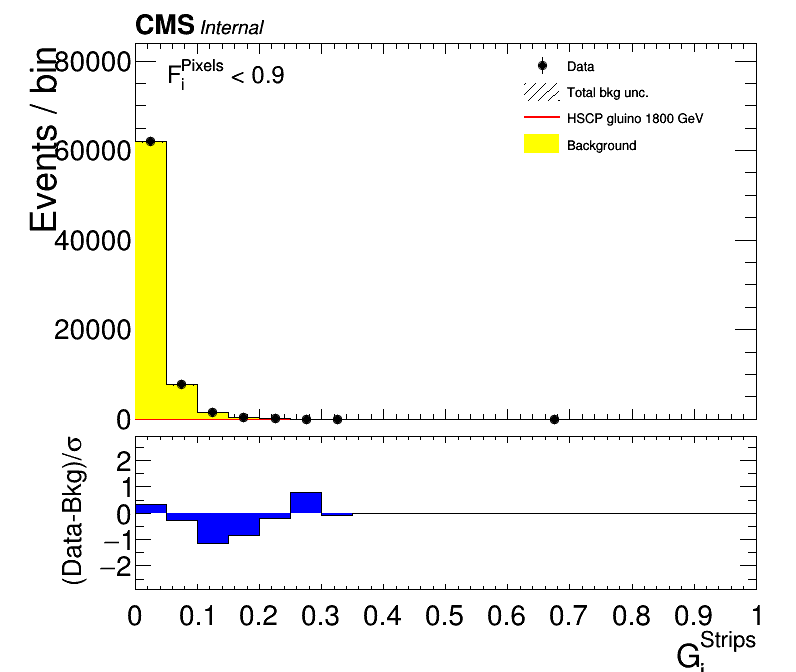 CMS Internal
Events / bin
80000
60000
40000
20000
0
F_i^Pixels < 0.9
Data
Total bkg unc.
HSCP gluino 1800 GeV
Background
(Data-Bkg)/σ
2
1
0
−1
−2
0 0.1 0.2 0.3 0.4 0.5 0.6 0.7 0.8 0.9 1
G_i^Strips